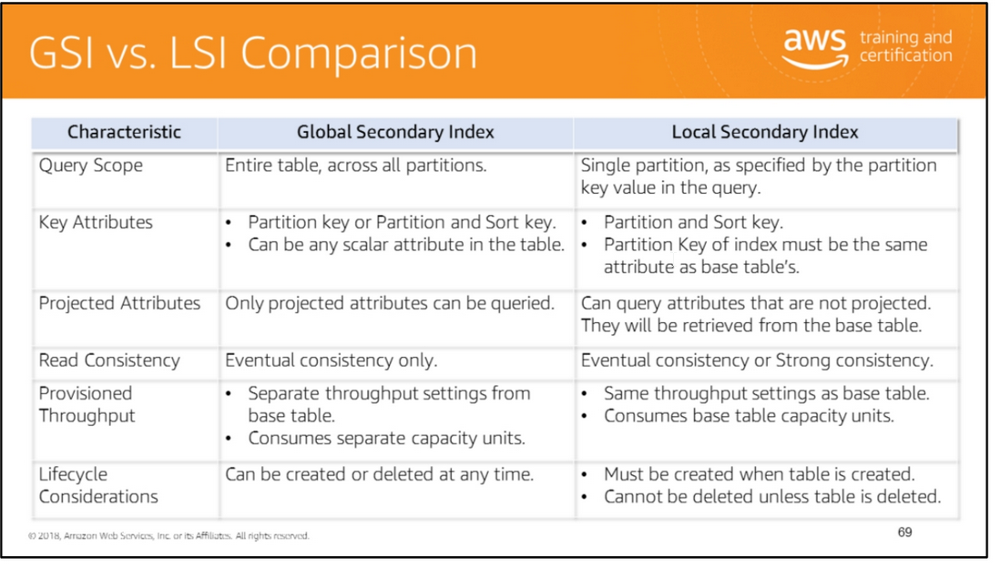 GSI vs. LSI Comparison
aws training and
certification
Characteristic Global Secondary Index Local Secondary Index
Query Scope Entire table, across all partitions. Single partition, as specified by the partition
key value in the query.
Key Attributes • Partition key or Partition and Sort key. • Partition and Sort key.
• Can be any scalar attribute in the table. • Partition Key of index must be the same
attribute as base table's.
Projected Attributes Only projected attributes can be queried. Can query attributes that are not projected.
They will be retrieved from the base table.
Read Consistency Eventual consistency only. Eventual consistency or Strong consistency.
Provisioned • Separate throughput settings from • Same throughput settings as base table.
Throughput base table. • Consumes base table capacity units.
• Consumes separate capacity units.
Lifecycle Can be created or deleted at any time. • Must be created when table is created.
Considerations • Cannot be deleted unless table is deleted.
© 2018, Amazon Web Services, Inc. or its Affiliates. All rights reserved. 69